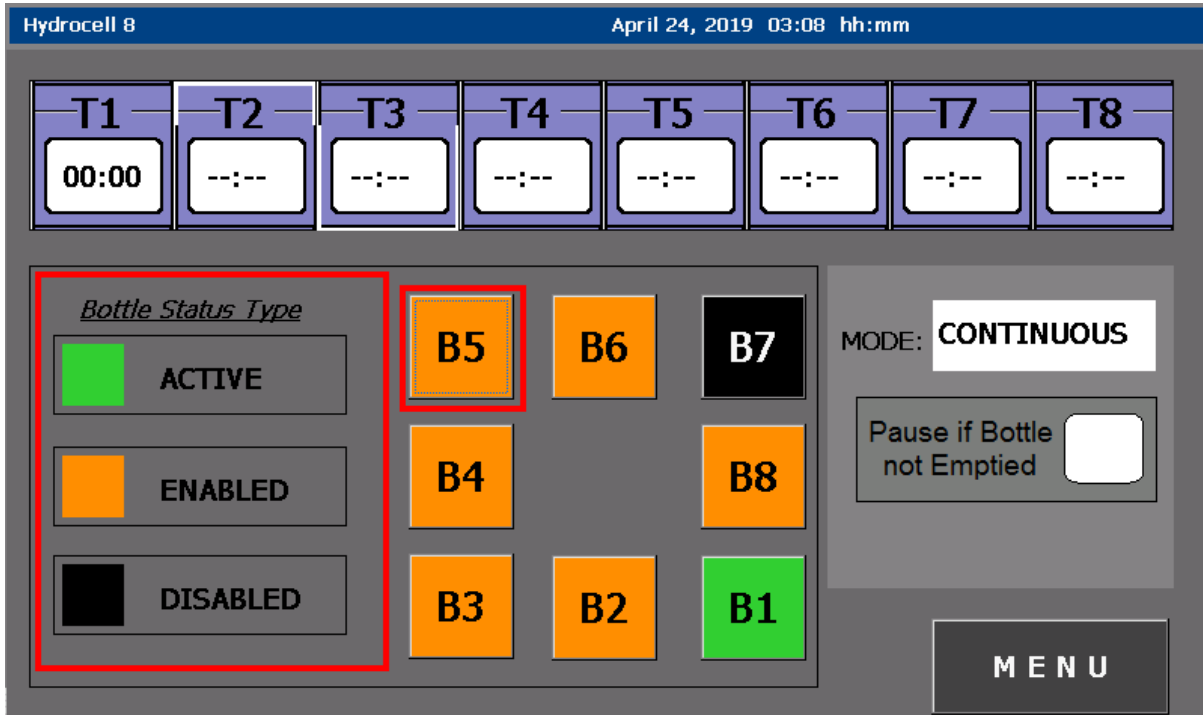 Hydrocell 8 April 24, 2019 03:08 hh:mm
T1 T2 T3 T4 T5 T6 T7 T8
00:00 --:-- --:-- --:-- --:-- --:-- --:-- --:--
Bottle Status Type
ACTIVE
ENABLED
DISABLED
B5 B6 B7
B4 B8
B3 B2 B1
MODE: CONTINUOUS
Pause if Bottle
not Emptied
MENU